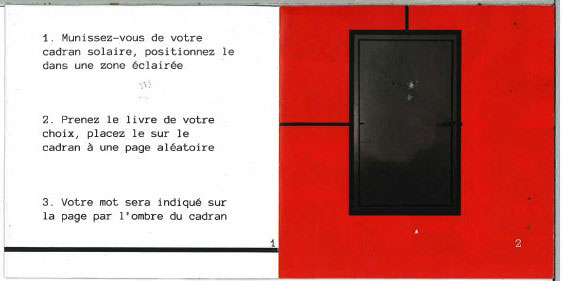 1. Munissez-vous de votre
cadran solaire, positionnez le
dans une zone éclairée
2. Prenez le livre de votre
choix, placez le sur le
cadran à une page aléatoire
3. Votre mot sera indiqué sur
la page par l'ombre du cadran
1
2